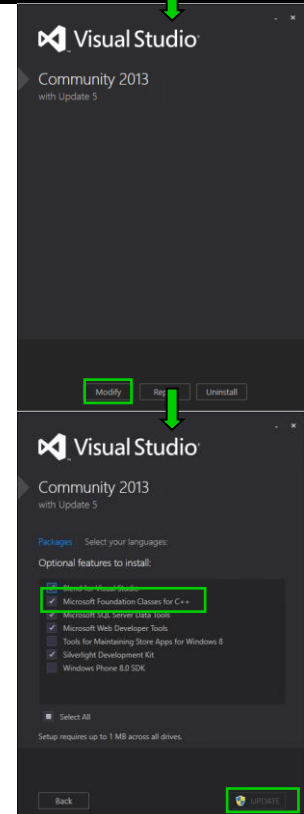 Visual Studio
Community 2013
with Update 5
Modify
Uninstall
Visual Studio
Community 2013
with Update 5
Packages Select your languages:
Optional features to install:
Blend for Visual Studio
Microsoft Foundation Classes for C++
Microsoft SQL Server Data Tools
Microsoft Web Developer Tools
Tools for Maintaining Store Apps for Windows 8
Silverlight Development Kit
Windows Phone 8.0 SDK
Select All
Setup requires up to 1 MB across all drives.
Back UPDATE